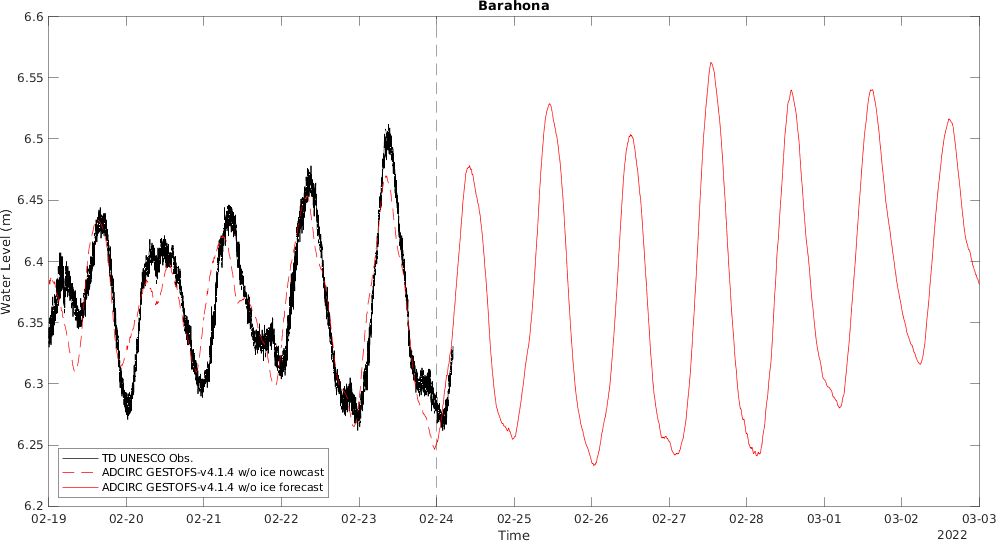 Barahona
6.6
6.55
6.5
6.45
6.4
6.35
6.3
6.25
6.2
Water Level (m)
TD UNESCO Obs.
ADCIRC GESTOFS-v4.1.4 w/o ice nowcast
ADCIRC GESTOFS-v4.1.4 w/o ice forecast
02-19 02-20 02-21 02-22 02-23 02-24 02-25 02-26 02-27 02-28 03-01 03-02 03-03
Time
2022